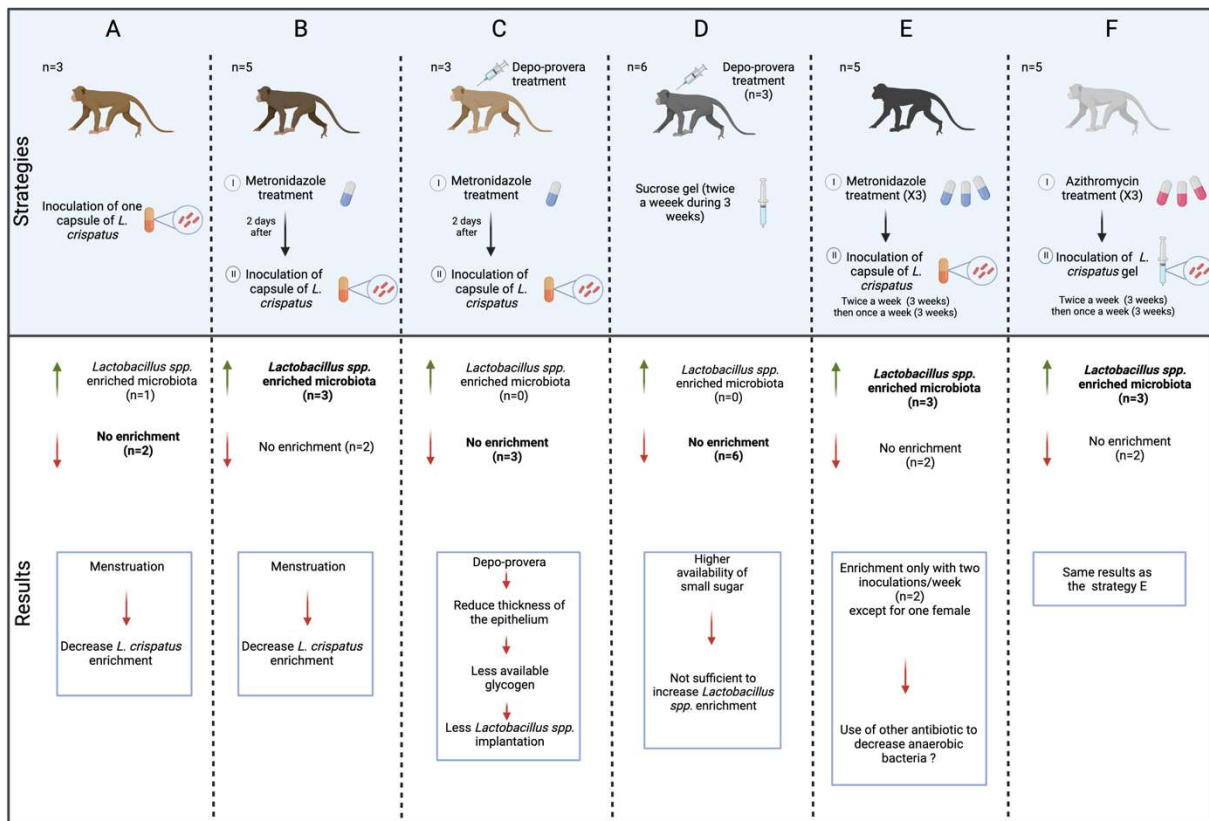 A
B
C
D
E
F
Strategies
n=3
Inoculation of one
capsule of L.
crispatus
n=5
I
Metronidazole
treatment
2 days
after
II
Inoculation of
capsule of L.
crispatus
n=3
Depo-provera
treatment
I
Metronidazole
treatment
2 days
after
II
Inoculation of
capsule of L.
crispatus
n=6
Depo-provera
treatment
(n=3)
Sucrose gel (twice
a weeek during 3
weeks)
n=5
I
Metronidazole
treatment (X3)
II
Inoculation of
capsule of L.
crispatus
Twice a week (3 weeks)
then once a week (3 weeks)
n=5
I
Azithromycin
treatment (X3)
II
Inoculation of L.
crispatus gel
Twice a week (3 weeks)
then once a week (3 weeks)
Results
Lactobacillus spp.
enriched microbiota
(n=1)
No enrichment
(n=2)
Menstruation
Decrease L. crispatus
enrichment
Lactobacillus spp.
enriched microbiota
(n=3)
No enrichment (n=2)
Menstruation
Decrease L. crispatus
enrichment
Lactobacillus spp.
enriched microbiota
(n=0)
No enrichment
(n=3)
Depo-provera
Reduce thickness of
the epithelium
Less available
glycogen
Less Lactobacillus spp.
implantation
Lactobacillus spp.
enriched microbiota
(n=0)
No enrichment
(n=6)
Higher
availability of
small sugar
Not sufficient to
increase Lactobacillus
spp. enrichment
Lactobacillus spp.
enriched microbiota
(n=3)
No enrichment
(n=2)
Enrichment only with two
inoculations/week
(n=2)
except for one female
Use of other antibiotic to
decrease anaerobic
bacteria ?
Lactobacillus spp.
enriched microbiota
(n=3)
No enrichment
(n=2)
Same results as
the strategy E